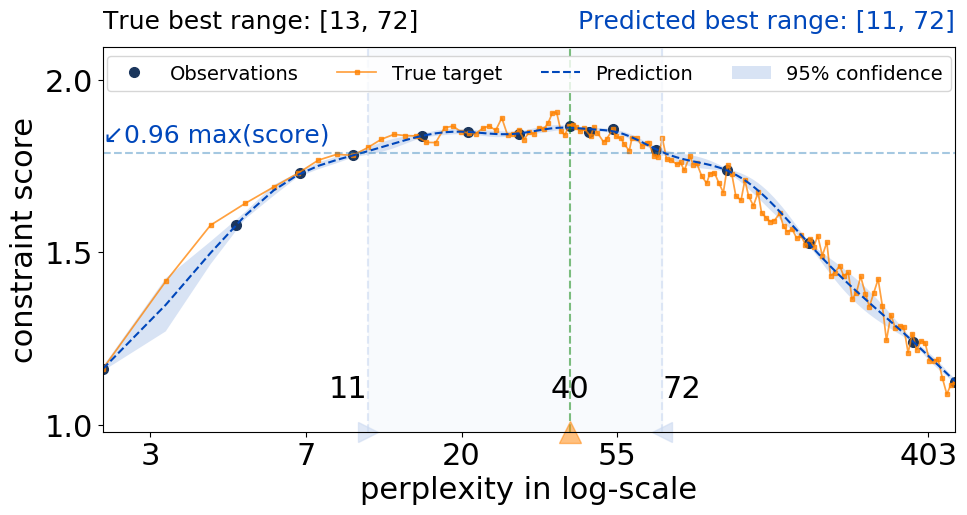 True best range: [13, 72] Predicted best range: [11, 72]
Observations True target Prediction 95% confidence
2.0
↙0.96 max(score)
1.5
constraint score
11 40 72
1.0
3 7 20 55 403
perplexity in log-scale